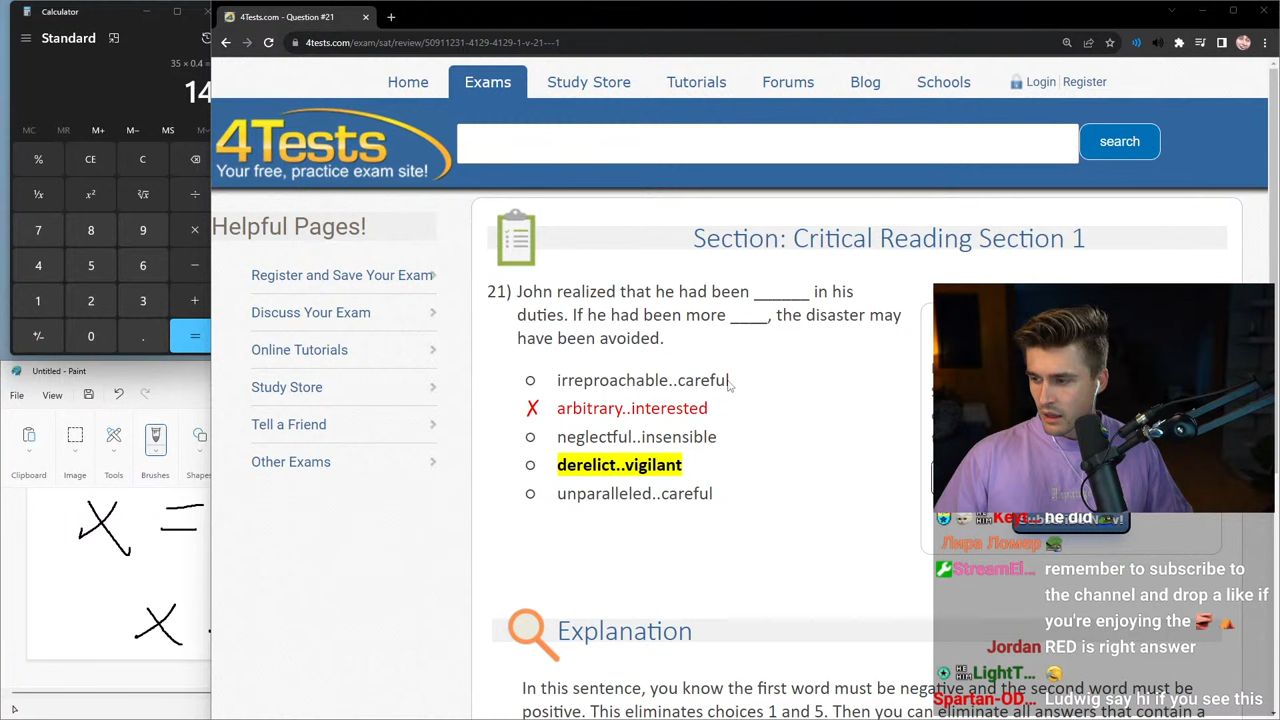 Calculator
4Tests.com - Question #21
Standard
4tests.com/exam/sat/review/50911231-4129-4129-1-v-21---1
35 × 0.4 =
14
MC MR M+ M− MS
% CE C
¹/x x² ²√x ÷
7 8 9 ×
4 5 6 −
1 2 3 +
+/− 0 . =
Home Exams Study Store Tutorials Forums Blog Schools Login Register
4Tests
Your free, practice exam site!
search
Helpful Pages!
Register and Save Your Exam
Discuss Your Exam
Online Tutorials
Study Store
Tell a Friend
Other Exams
Section: Critical Reading Section 1
21) John realized that he had been ______ in his
duties. If he had been more ____, the disaster may
have been avoided.
irreproachable..careful
X arbitrary..interested
neglectful..insensible
derelict..vigilant
unparalleled..careful
Explanation
In this sentence, you know the first word must be negative and the second word must be
positive. This eliminates choices 1 and 5. Then you can eliminate all answers that contain a
Untitled - Paint
File View
Clipboard Image Tools Brushes Shapes
x =
x
he did
Лира Ломар
StreamEl... remember to subscribe to
the channel and drop a like if
you're enjoying the
Jordan RED is right answer
LightT...
Spartan-OD... Ludwig say hi if you see this